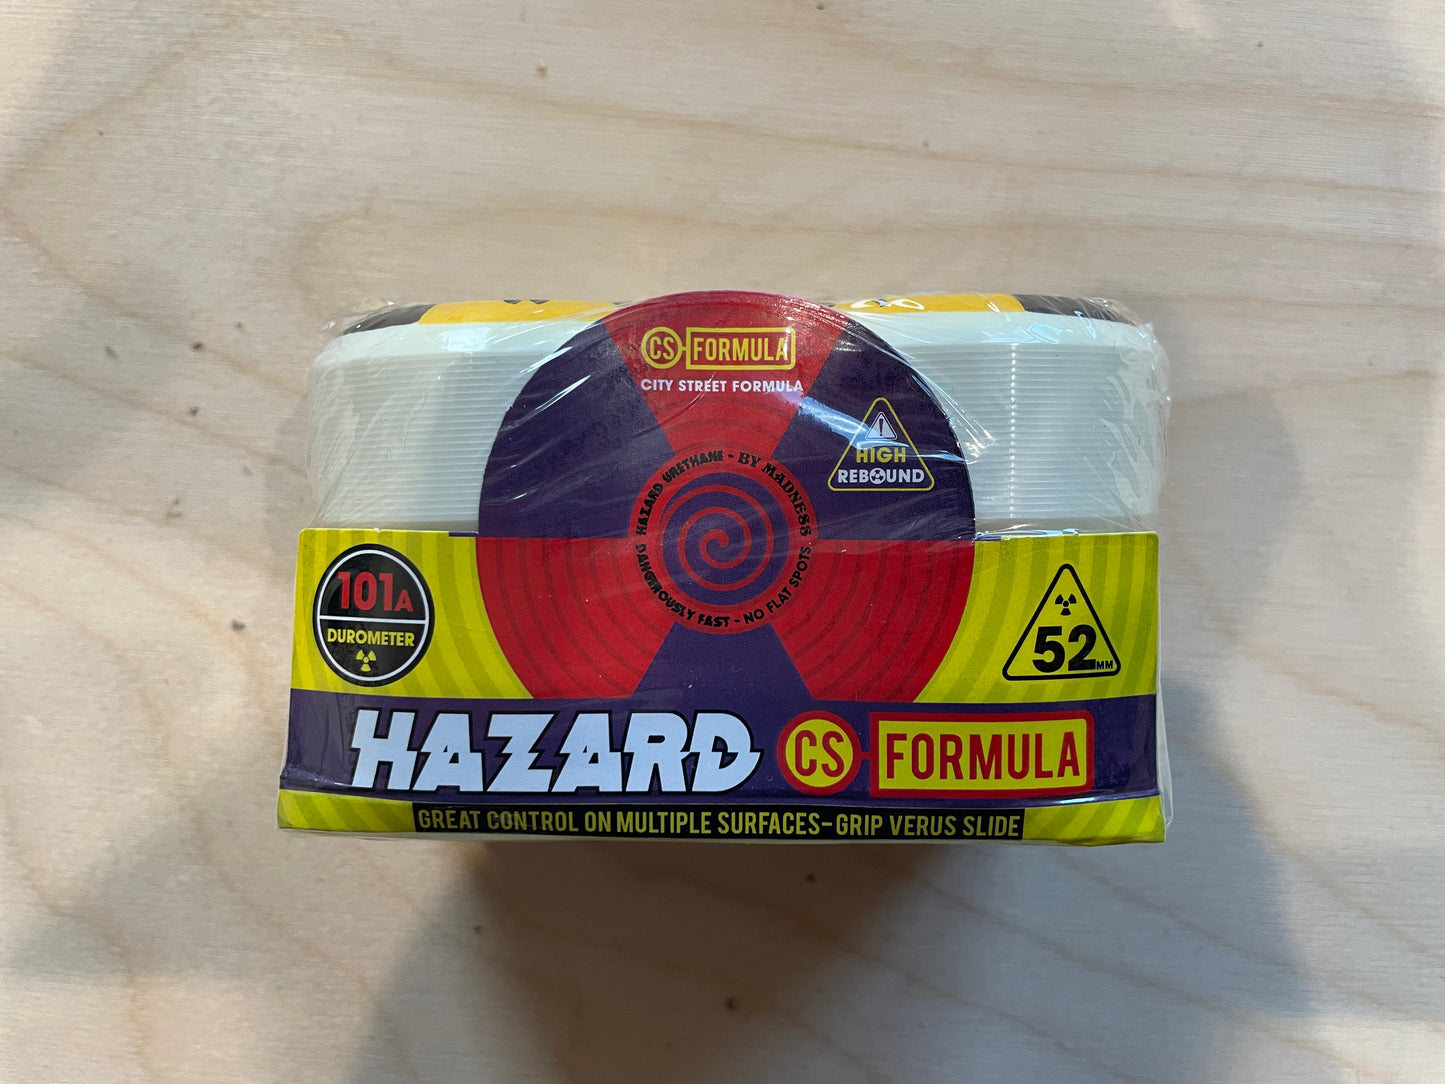 CS FORMULA
CITY STREET FORMULA
HIGH
REBOUND
HAZARD URETHANE - BY MADNESS
DANGEROUSLY FAST - NO FLAT SPOTS
101A
DUROMETER
52MM
HAZARD CS FORMULA
GREAT CONTROL ON MULTIPLE SURFACES-GRIP VERUS SLIDE